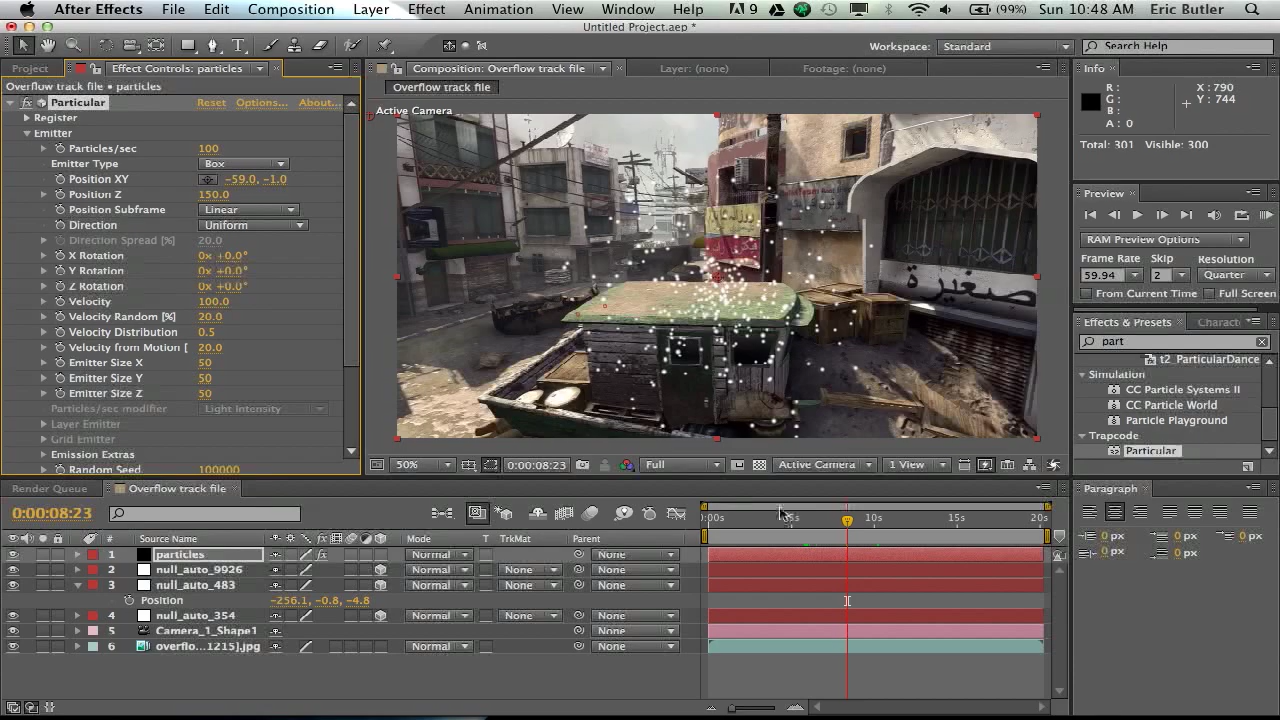 After Effects File Edit Composition Layer Effect Animation View Window Help 9 (99%) Sun 10:48 AM Eric Butler
Untitled Project.aep *
Workspace: Standard Search Help
Project Effect Controls: particles
Overflow track file • particles
Particular Reset Options... About...
Register
Emitter
Particles/sec 100
Emitter Type Box
Position XY -59.0, -1.0
Position Z 150.0
Position Subframe Linear
Direction Uniform
Direction Spread [%] 20.0
X Rotation 0x +0.0°
Y Rotation 0x +0.0°
Z Rotation 0x +0.0°
Velocity 100.0
Velocity Random [%] 20.0
Velocity Distribution 0.5
Velocity from Motion [ 20.0
Emitter Size X 50
Emitter Size Y 50
Emitter Size Z 50
Particles/sec modifier Light Intensity
Layer Emitter
Grid Emitter
Emission Extras
Random Seed 100000
Composition: Overflow track file Layer: (none) Footage: (none)
Overflow track file
Active Camera
صغيرة
50% 0:00:08:23 Full Active Camera 1 View
Info
R :
G :
B :
A : 0
X : 790
Y : 744
Total: 301 Visible: 300
Preview
RAM Preview Options
Frame Rate Skip Resolution
59.94 2 Quarter
From Current Time Full Screen
Effects & Presets Charact
part
t2_ParticularDance
Simulation
CC Particle Systems II
CC Particle World
Particle Playground
Trapcode
Particular
Render Queue Overflow track file
0:00:08:23
):00s 05s 10s 15s 20s
# Source Name Mode T TrkMat Parent
1 particles Normal None
2 null_auto_9926 Normal None None
3 null_auto_483 Normal None None
Position -256.1, -0.8, -4.8
4 null_auto_354 Normal None None
5 Camera_1_Shape1 None
6 overflo...1215].jpg Normal None None
Paragraph
0 px 0 px 0 px
0 px 0 px